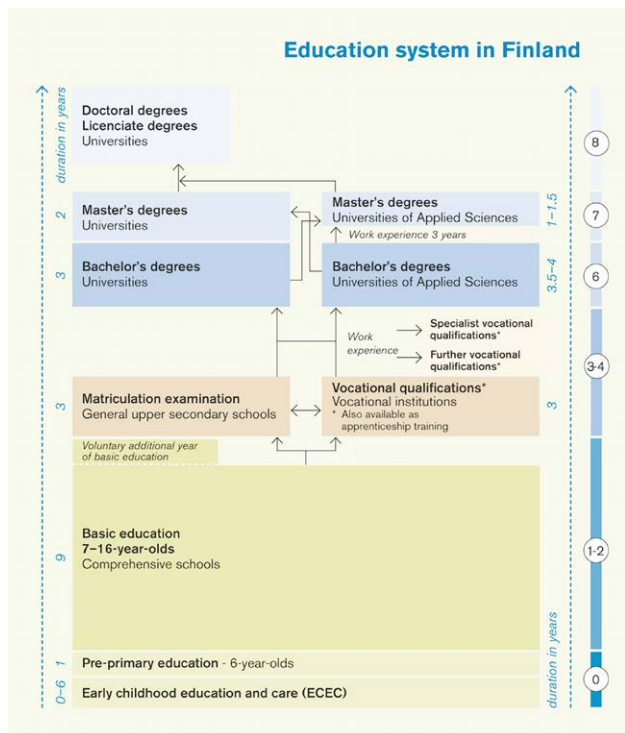 Education system in Finland
duration in years
Doctoral degrees
Licenciate degrees
Universities
8
2
Master's degrees
Universities
Master's degrees
Universities of Applied Sciences
1–1.5
7
Work experience 3 years
3
Bachelor's degrees
Universities
Bachelor's degrees
Universities of Applied Sciences
3.5–4
6
Work
experience
Specialist vocational
qualifications*
Further vocational
qualifications*
3-4
3
Matriculation examination
General upper secondary schools
Vocational qualifications*
Vocational institutions
* Also available as
apprenticeship training
3
Voluntary additional year
of basic education
9
Basic education
7–16-year-olds
Comprehensive schools
1-2
duration in years
1
Pre-primary education - 6-year-olds
0
0–6
Early childhood education and care (ECEC)